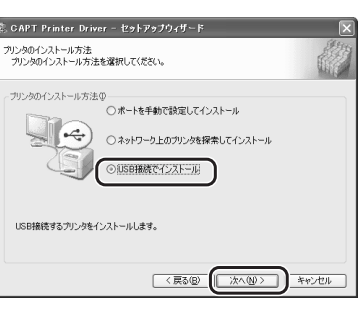 CAPT Printer Driver - セットアップウィザード
プリンタのインストール方法
プリンタのインストール方法を選択してください。
プリンタのインストール方法(I)
ポートを手動で設定してインストール
ネットワーク上のプリンタを探索してインストール
USB接続でインストール
USB接続するプリンタをインストールします。
< 戻る(B) 次へ(N) > キャンセル